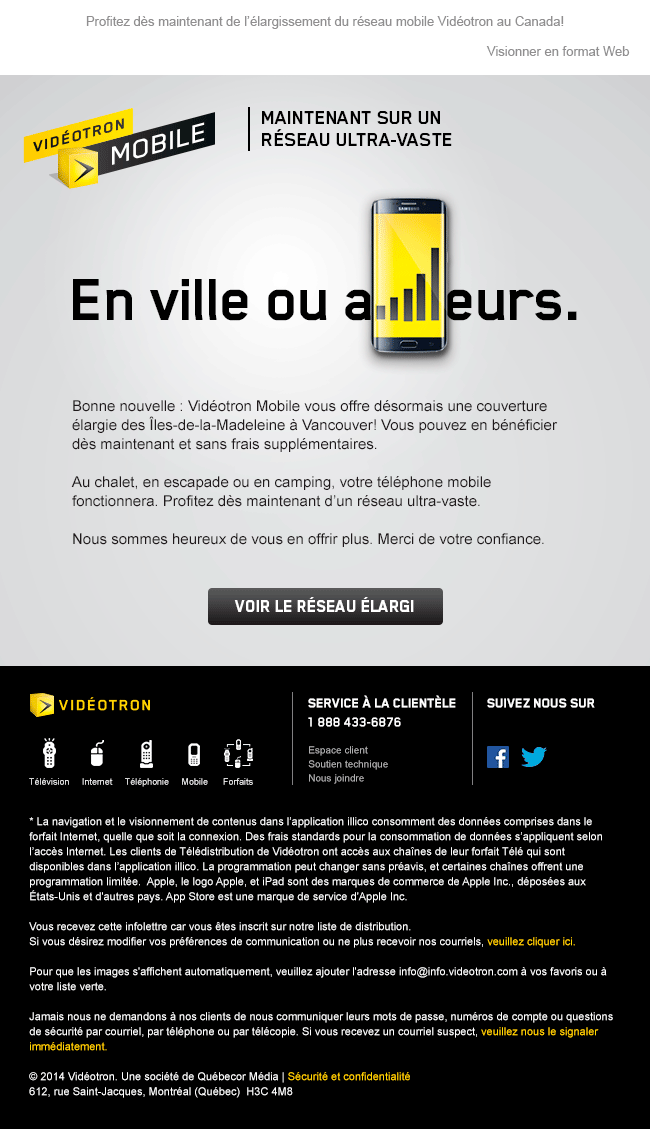 Profitez dès maintenant de l'élargissement du réseau mobile Vidéotron au Canada!
Visionner en format Web
VIDÉOTRON
MOBILE
MAINTENANT SUR UN
RÉSEAU ULTRA-VASTE
SAMSUNG
En ville ou ailleurs.
Bonne nouvelle : Vidéotron Mobile vous offre désormais une couverture
élargie des Îles-de-la-Madeleine à Vancouver! Vous pouvez en bénéficier
dès maintenant et sans frais supplémentaires.
Au chalet, en escapade ou en camping, votre téléphone mobile
fonctionnera. Profitez dès maintenant d'un réseau ultra-vaste.
Nous sommes heureux de vous en offrir plus. Merci de votre confiance.
VOIR LE RÉSEAU ÉLARGI
VIDÉOTRON
Télévision Internet Téléphonie Mobile Forfaits
SERVICE À LA CLIENTÈLE
1 888 433-6876
Espace client
Soutien technique
Nous joindre
SUIVEZ NOUS SUR
* La navigation et le visionnement de contenus dans l'application illico consomment des données comprises dans le
forfait Internet, quelle que soit la connexion. Des frais standards pour la consommation de données s'appliquent selon
l'accès Internet. Les clients de Télédistribution de Vidéotron ont accès aux chaînes de leur forfait Télé qui sont
disponibles dans l'application illico. La programmation peut changer sans préavis, et certaines chaînes offrent une
programmation limitée.  Apple, le logo Apple, et iPad sont des marques de commerce de Apple Inc., déposées aux
États-Unis et d'autres pays. App Store est une marque de service d'Apple Inc.
Vous recevez cette infolettre car vous êtes inscrit sur notre liste de distribution.
Si vous désirez modifier vos préférences de communication ou ne plus recevoir nos courriels, veuillez cliquer ici.
Pour que les images s'affichent automatiquement, veuillez ajouter l'adresse info@info.videotron.com à vos favoris ou à
votre liste verte.
Jamais nous ne demandons à nos clients de nous communiquer leurs mots de passe, numéros de compte ou questions
de sécurité par courriel, par téléphone ou par télécopie. Si vous recevez un courriel suspect, veuillez nous le signaler
immédiatement.
© 2014 Vidéotron. Une société de Québecor Média | Sécurité et confidentialité
612, rue Saint-Jacques, Montréal (Québec)  H3C 4M8